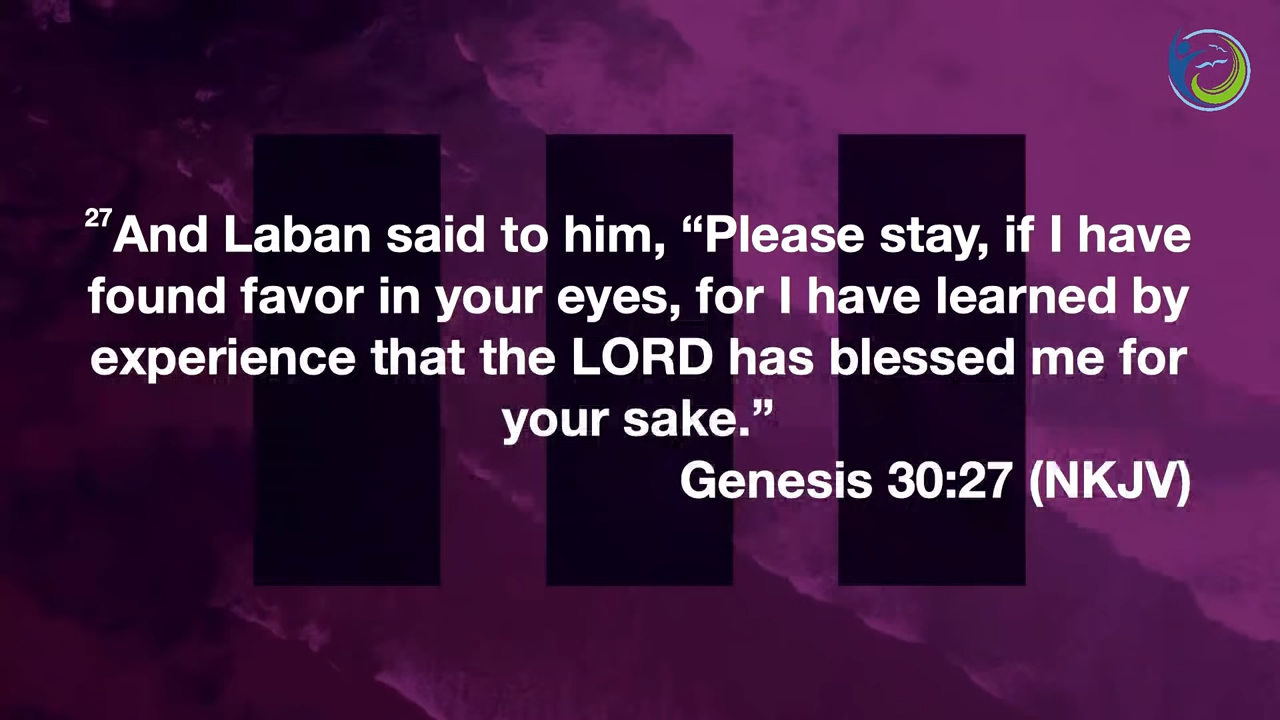 27And Laban said to him, “Please stay, if I have
found favor in your eyes, for I have learned by
experience that the LORD has blessed me for
your sake.”
Genesis 30:27 (NKJV)